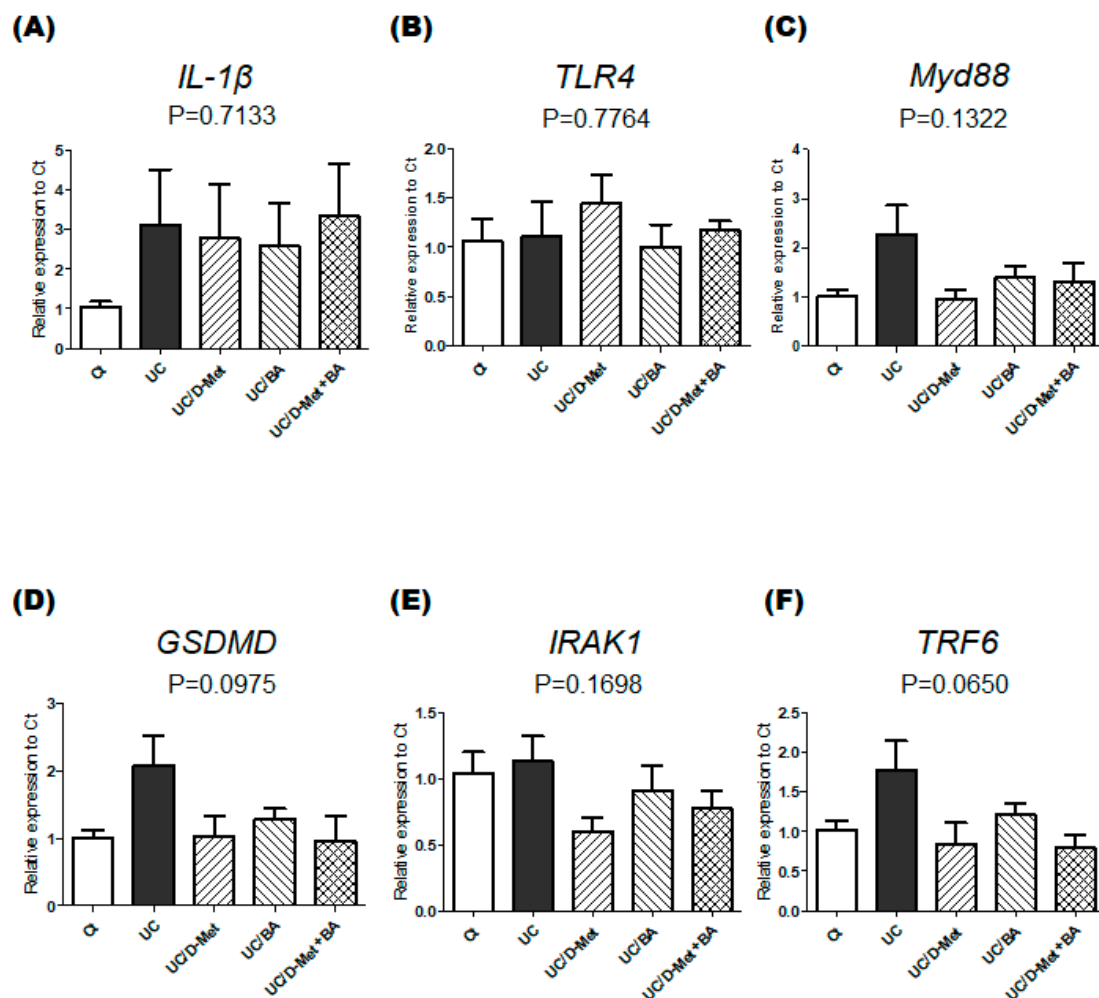 (A)
IL-1β
P=0.7133
Relative expression to Ct
5
4
3
2
1
0
Ct
UC
UC/D-Met
UC/BA
UC/D-Met+BA
(B)
TLR4
P=0.7764
Relative expression to Ct
2.0
1.5
1.0
0.5
0.0
Ct
UC
UC/D-Met
UC/BA
UC/D-Met+BA
(C)
Myd88
P=0.1322
Relative expression to Ct
4
3
2
1
0
Ct
UC
UC/D-Met
UC/BA
UC/D-Met+BA
(D)
GSDMD
P=0.0975
Relative expression to Ct
3
2
1
0
Ct
UC
UC/D-Met
UC/BA
UC/D-Met+BA
(E)
IRAK1
P=0.1698
Relative expression to Ct
1.5
1.0
0.5
0.0
Ct
UC
UC/D-Met
UC/BA
UC/D-Met+BA
(F)
TRF6
P=0.0650
Relative expression to Ct
2.5
2.0
1.5
1.0
0.5
0.0
Ct
UC
UC/D-Met
UC/BA
UC/D-Met+BA